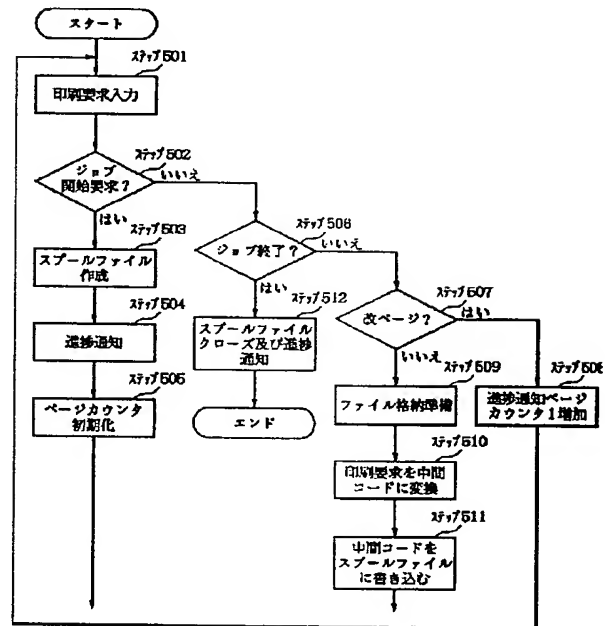 スタート
ステップ501
印刷要求入力
ステップ502
ジョブ
開始要求？
いいえ
はい
ステップ503
スプールファイル
作成
ステップ504
進捗通知
ステップ505
ページカウンタ
初期化
ステップ506
ジョブ終了？
いいえ
はい
ステップ512
スプールファイル
クローズ及び進捗
通知
エンド
ステップ507
改ページ？
はい
いいえ
ステップ509
ファイル格納準備
ステップ508
進捗通知ページ
カウンタ1増加
ステップ510
印刷要求を中間
コードに変換
ステップ511
中間コードを
スプールファイル
に書き込む